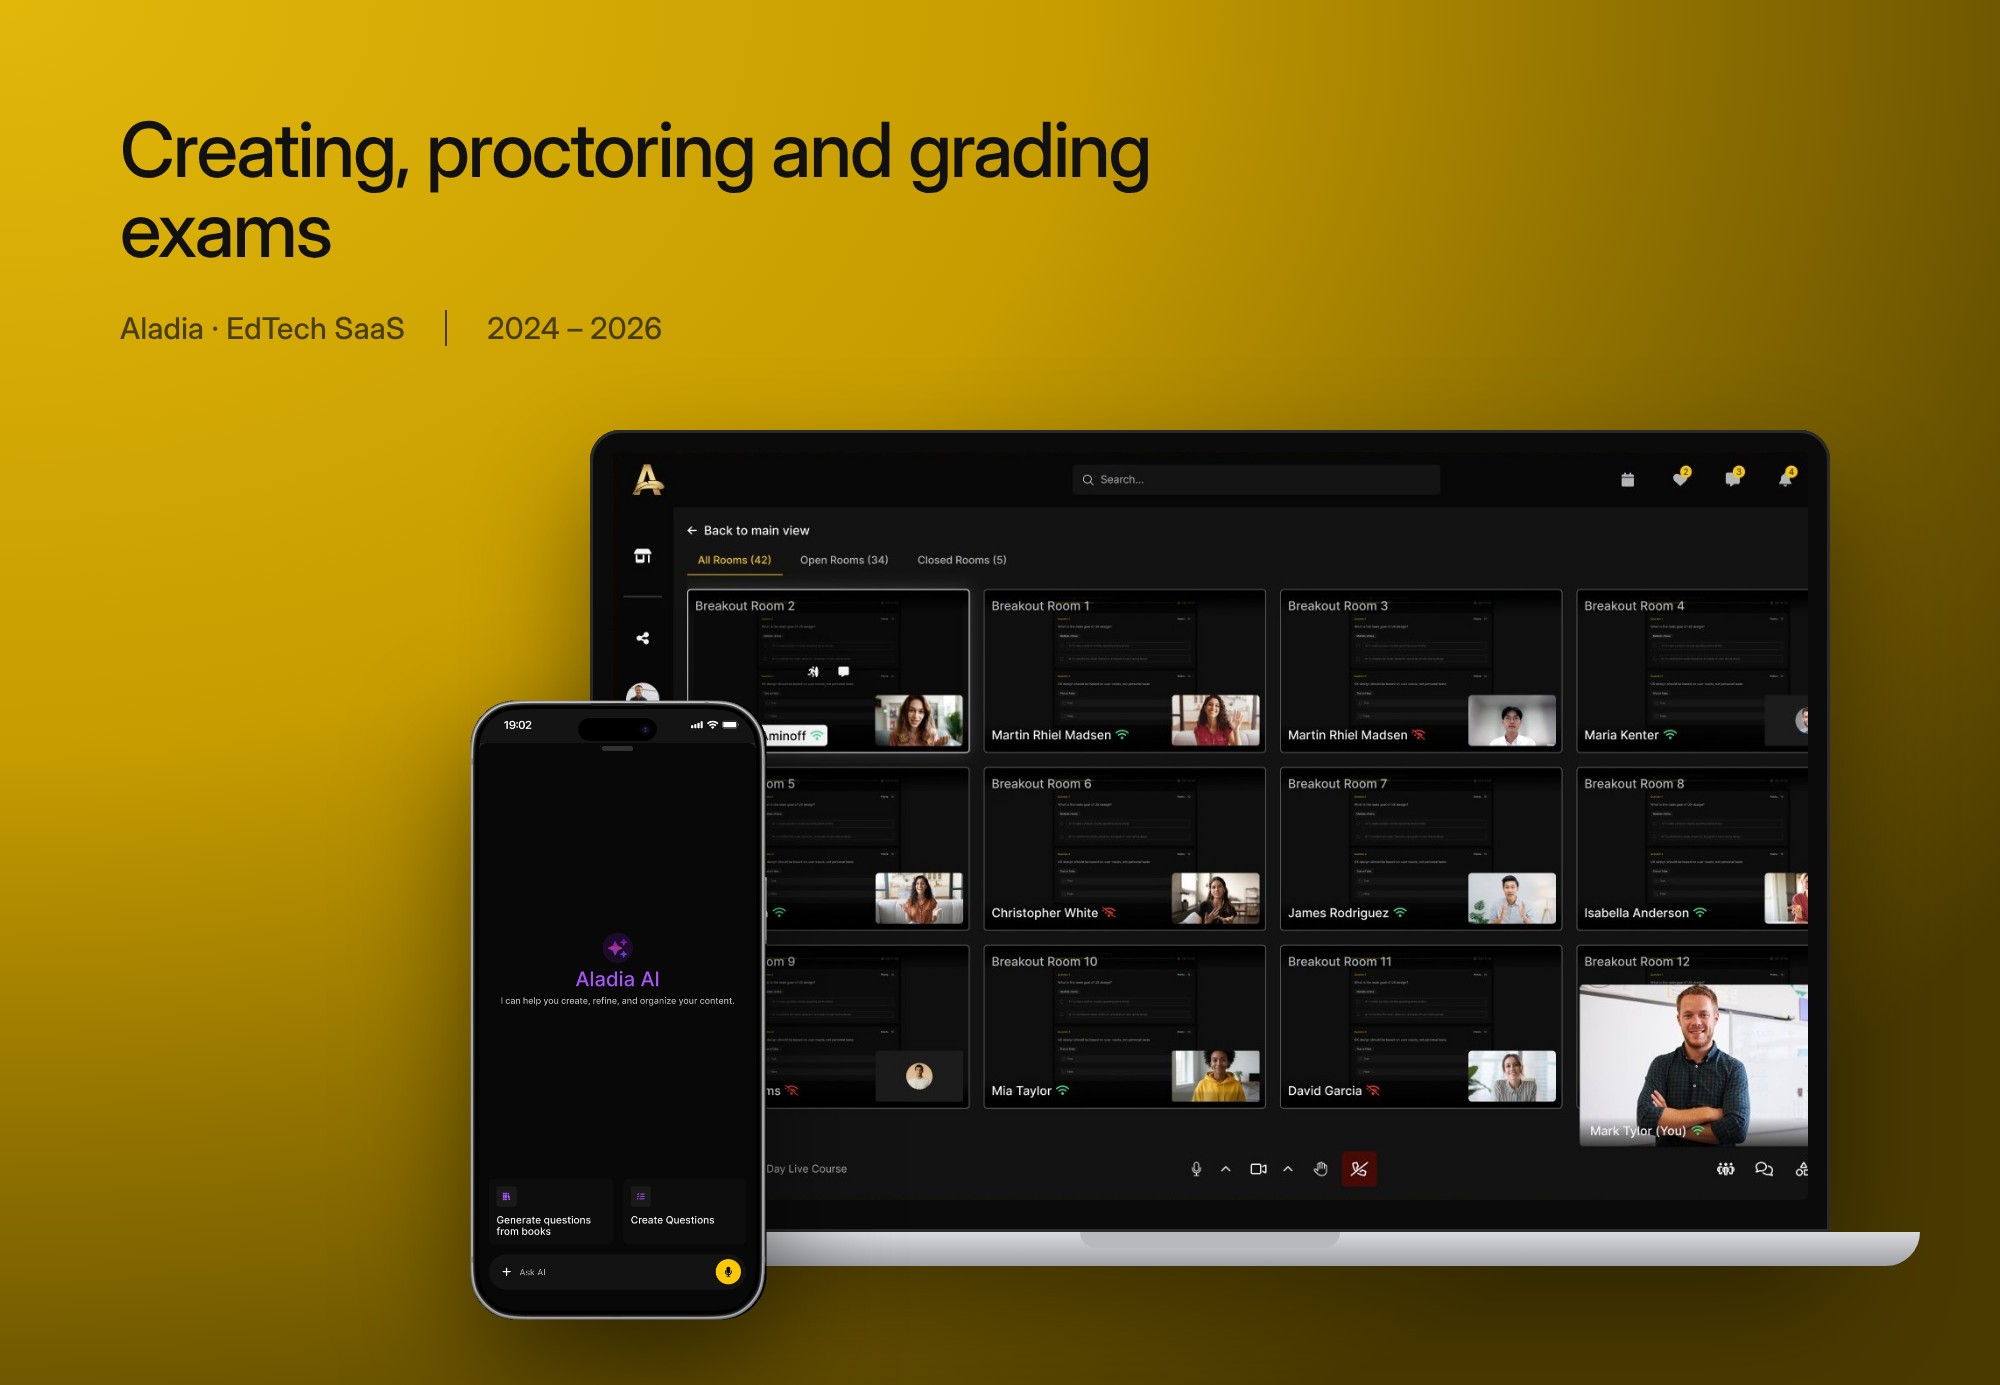 Creating, proctoring and grading
exams
Aladia · EdTech SaaS | 2024 – 2026
Search...
2
3
4
Back to main view
All Rooms (42) Open Rooms (34) Closed Rooms (5)
Breakout Room 2
Aminoff
Breakout Room 1
Martin Rhiel Madsen
Breakout Room 3
Martin Rhiel Madsen
Breakout Room 4
Maria Kenter
om 5
Breakout Room 6
Christopher White
Breakout Room 7
James Rodriguez
Breakout Room 8
Isabella Anderson
om 9
ms
Breakout Room 10
Mia Taylor
Breakout Room 11
David Garcia
Breakout Room 12
Mark Tylor (You)
Day Live Course
19:02
Aladia AI
I can help you create, refine, and organize your content.
Generate questions
from books
Create Questions
Ask AI